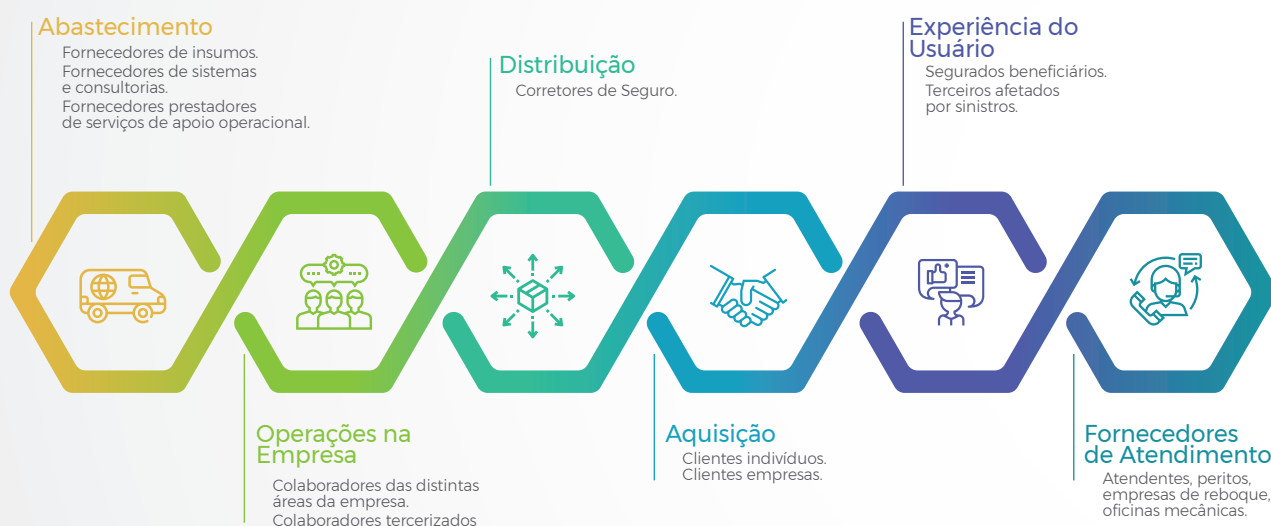 Abastecimento
Fornecedores de insumos.
Fornecedores de sistemas
e consultorias.
Fornecedores prestadores
de serviços de apoio operacional.
Operações na
Empresa
Colaboradores das distintas
áreas da empresa.
Colaboradores tercerizados
Distribuição
Corretores de Seguro.
Aquisição
Clientes indivíduos.
Clientes empresas.
Experiência do
Usuário
Segurados beneficiários.
Terceiros afetados
por sinistros.
Fornecedores
de Atendimento
Atendentes, peritos,
empresas de reboque,
oficinas mecânicas.